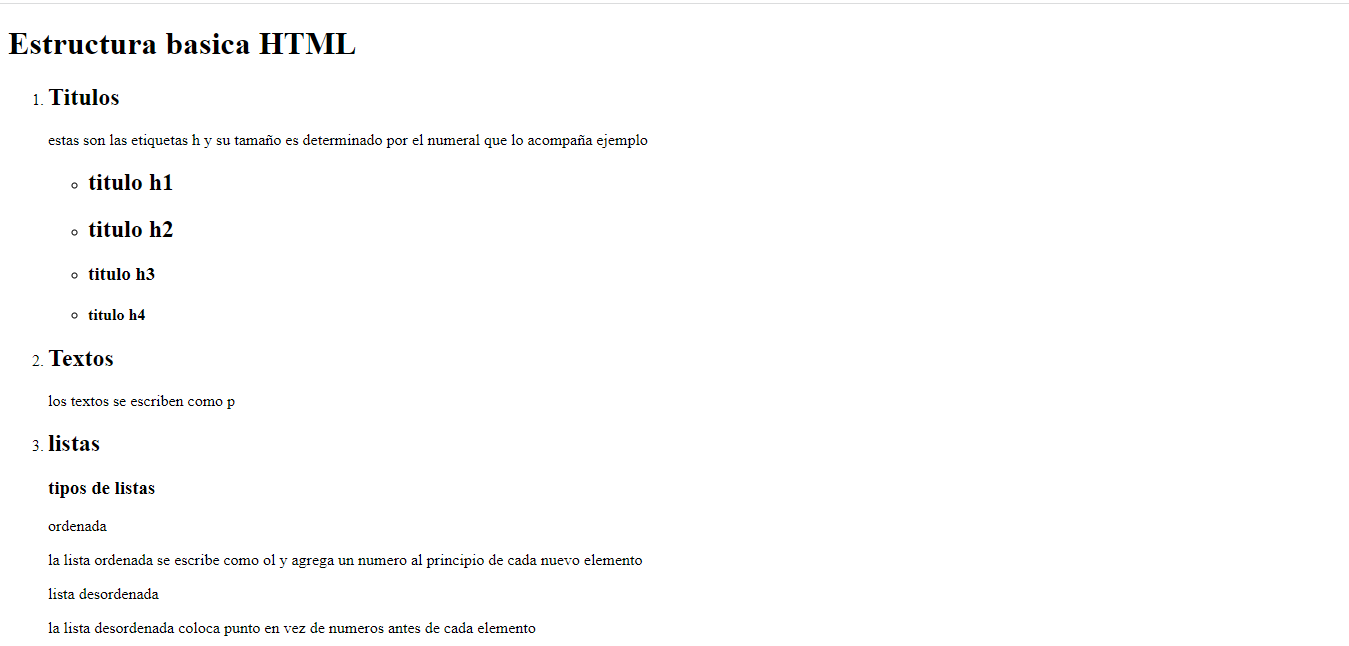 Estructura basica HTML
1. Titulos
estas son las etiquetas h y su tamaño es determinado por el numeral que lo acompaña ejemplo
titulo h1
titulo h2
titulo h3
titulo h4
2. Textos
los textos se escriben como p
3. listas
tipos de listas
ordenada
la lista ordenada se escribe como ol y agrega un numero al principio de cada nuevo elemento
lista desordenada
la lista desordenada coloca punto en vez de numeros antes de cada elemento